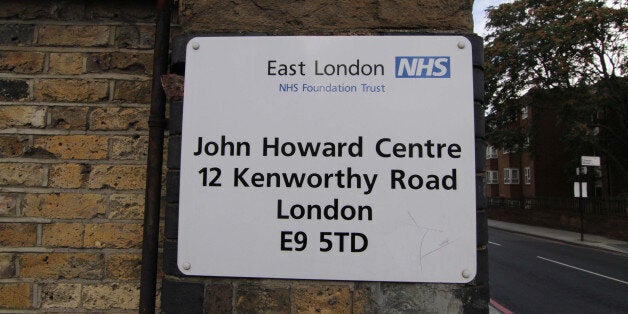 East London NHS
NHS Foundation Trust
John Howard Centre
12 Kenworthy Road
London
E9 5TD